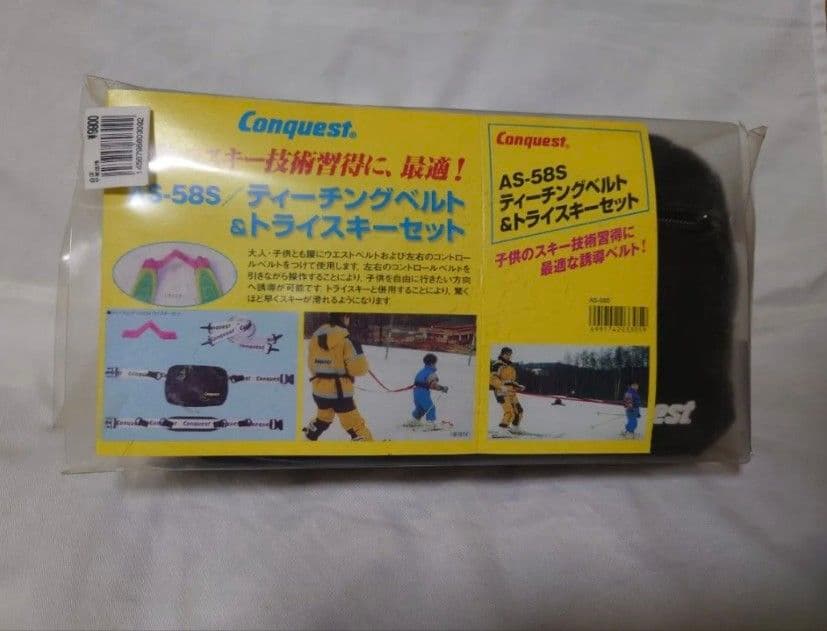 ¥5900
Conquest®
のスキー技術習得に、最適！
AS-58S／ティーチングベルト
&トライスキーセット
大人・子供とも腰にウエストベルトおよび左右のコントロー
ルベルトをつけて使用します。左右のコントロールベルトを
引きながら操作することにより、子供を自由に行きたい方向
へ誘導が可能です。トライスキーと併用することにより、驚く
ほど早くスキーが滑れるようになります。
Conquest
Conquest
Conquest
Conquest
Conquest®
AS-58S
ティーチングベルト
&トライスキーセット
子供のスキー技術習得に
最適な誘導ベルト！
4991742033059
est